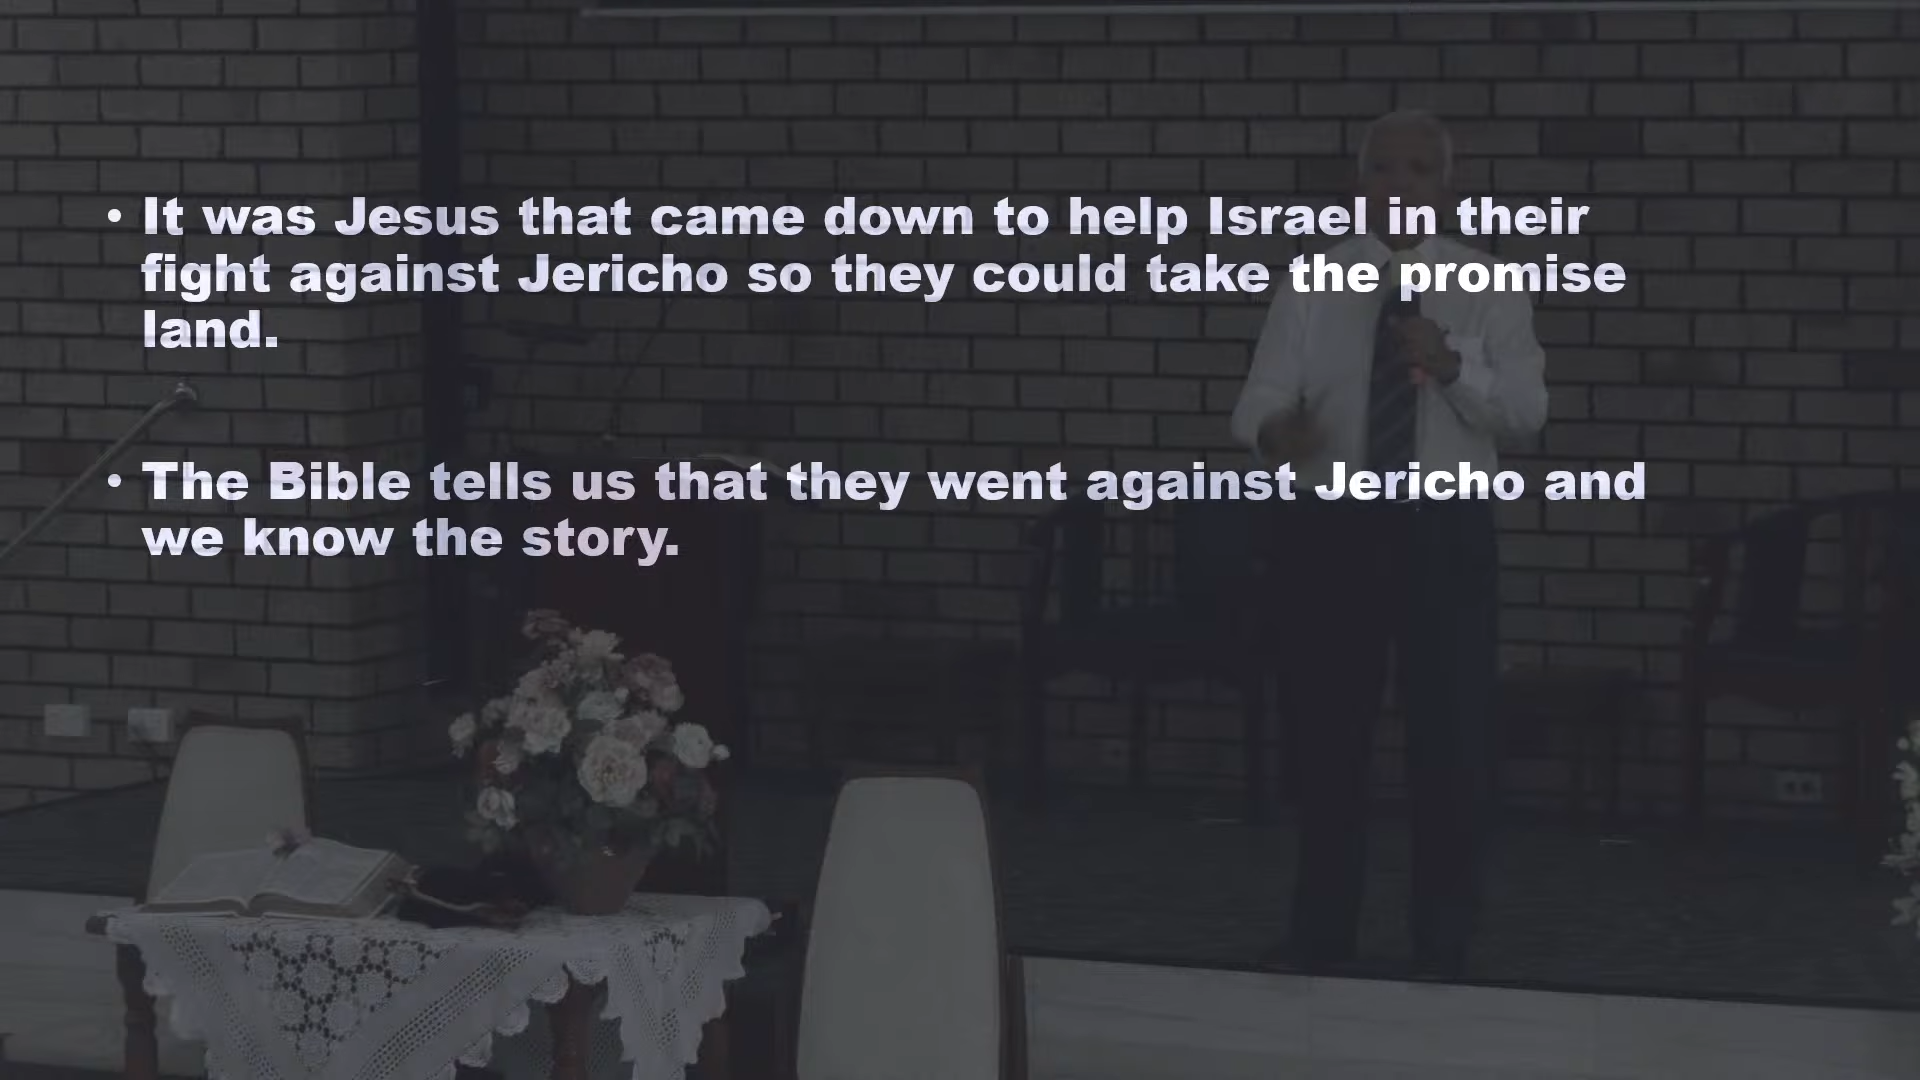 • It was Jesus that came down to help Israel in their
fight against Jericho so they could take the promise
land.
• The Bible tells us that they went against Jericho and
we know the story.